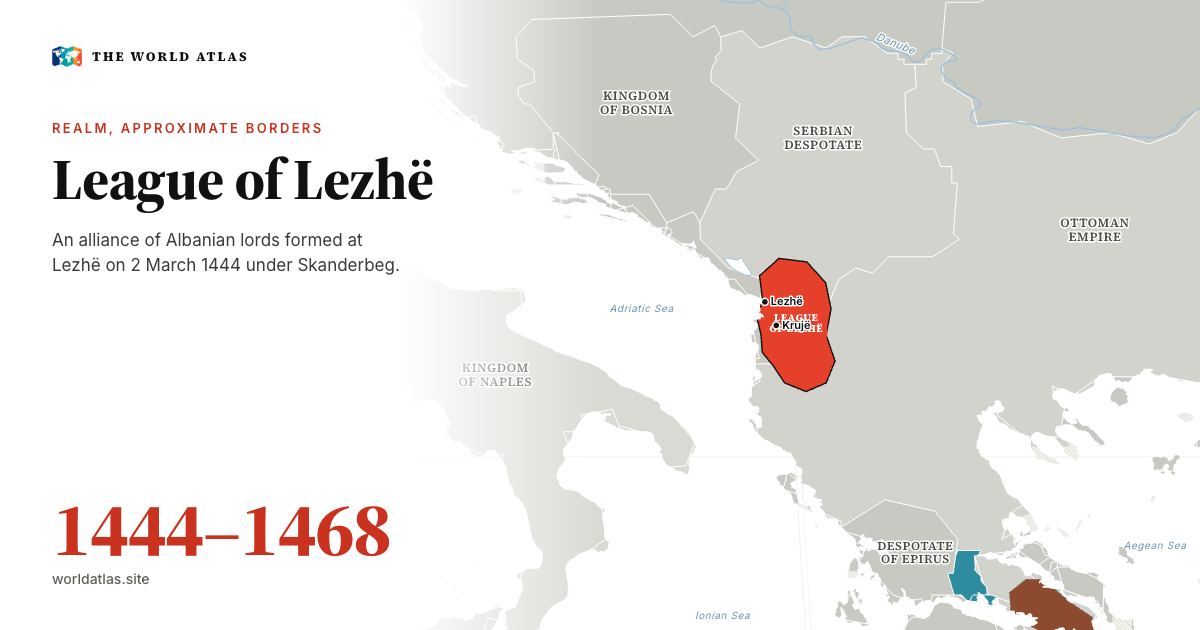 THE WORLD ATLAS
REALM, APPROXIMATE BORDERS
League of Lezhë
An alliance of Albanian lords formed at
Lezhë on 2 March 1444 under Skanderbeg.
1444–1468
worldatlas.site
Danube
KINGDOM
OF BOSNIA
SERBIAN
DESPOTATE
OTTOMAN
EMPIRE
Lezhë
LEAGUE
OF LEZHË
Krujë
Adriatic Sea
KINGDOM
OF NAPLES
DESPOTATE
OF EPIRUS
Aegean Sea
Ionian Sea